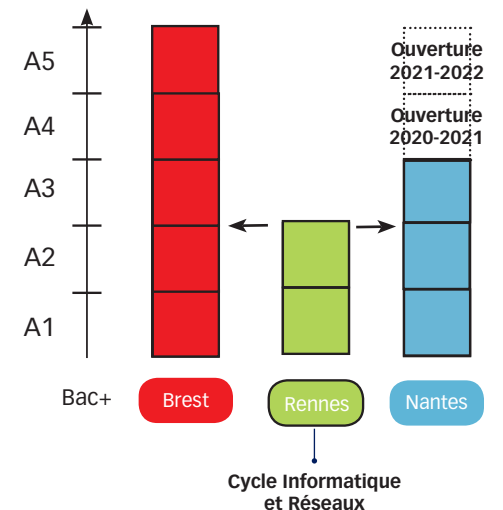 A5
Ouverture
2021-2022
A4
Ouverture
2020-2021
A3
A2
A1
Bac+
Brest
Rennes
Nantes
Cycle Informatique
et Réseaux